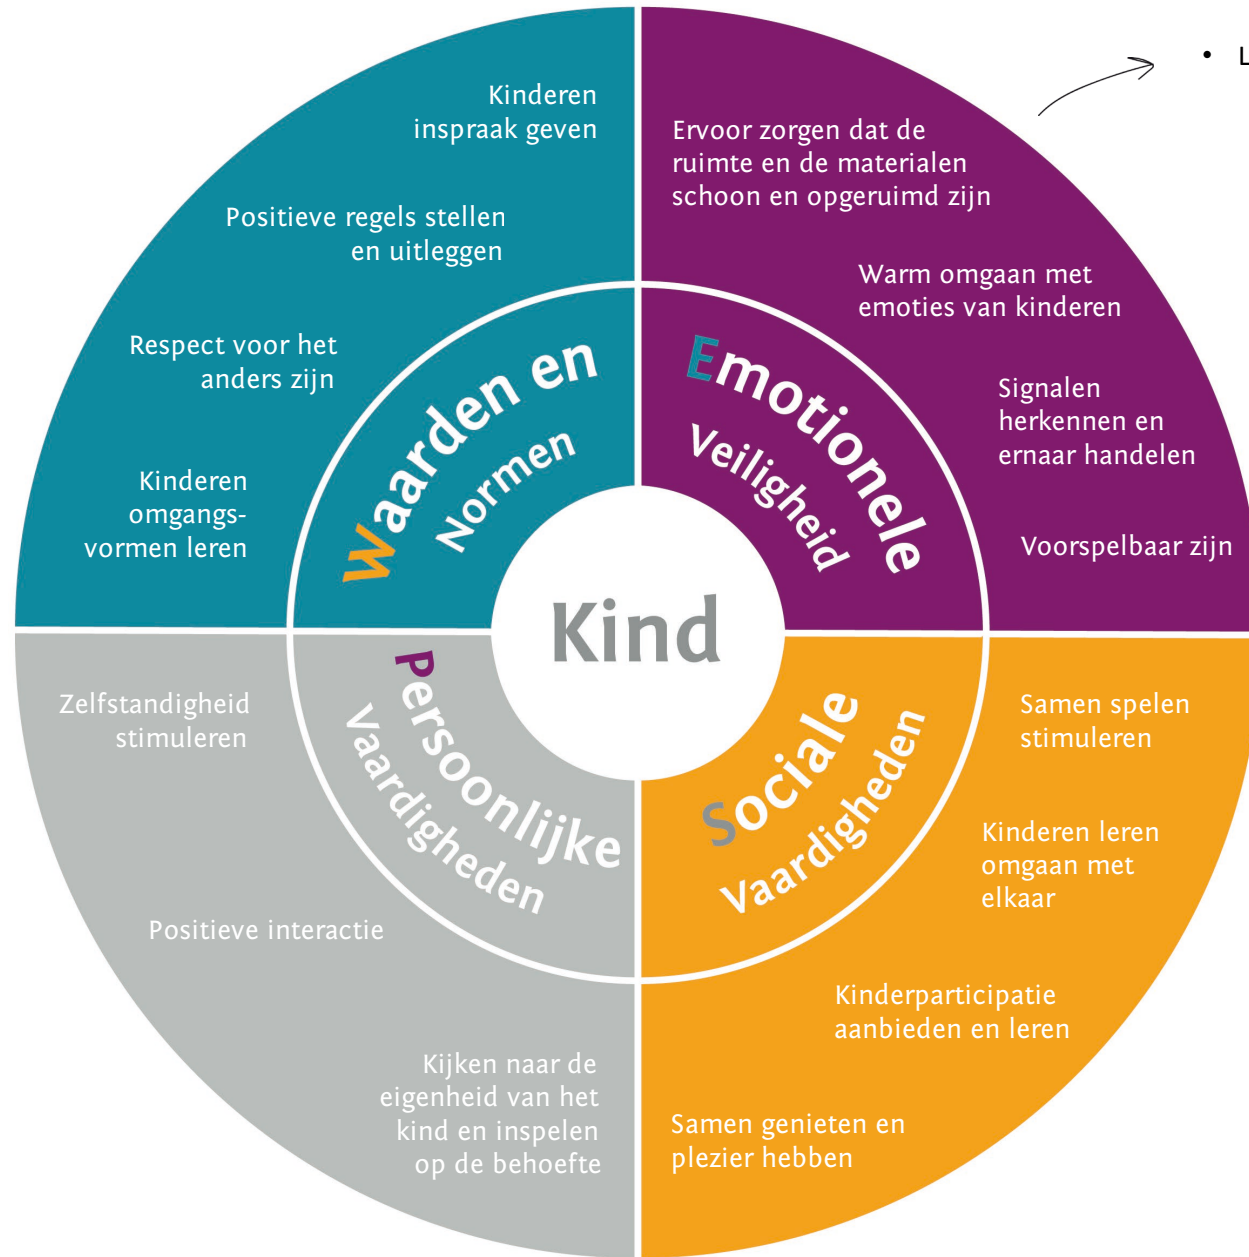 Kinderen
inspraak geven
Positieve regels stellen
en uitleggen
Respect voor het
anders zijn
Kinderen
omgangs-
vormen leren
Waarden en
Normen
• L
Ervoor zorgen dat de
ruimte en de materialen
schoon en opgeruimd zijn
Warm omgaan met
emoties van kinderen
Signalen
herkennen en
ernaar handelen
Voorspelbaar zijn
Emotionele
Veiligheid
Kind
Persoonlijke
Vaardigheden
Zelfstandigheid
stimuleren
Positieve interactie
Kijken naar de
eigenheid van het
kind en inspelen
op de behoefte
Sociale
Vaardigheden
Samen spelen
stimuleren
Kinderen leren
omgaan met
elkaar
Kinderparticipatie
aanbieden en leren
Samen genieten en
plezier hebben